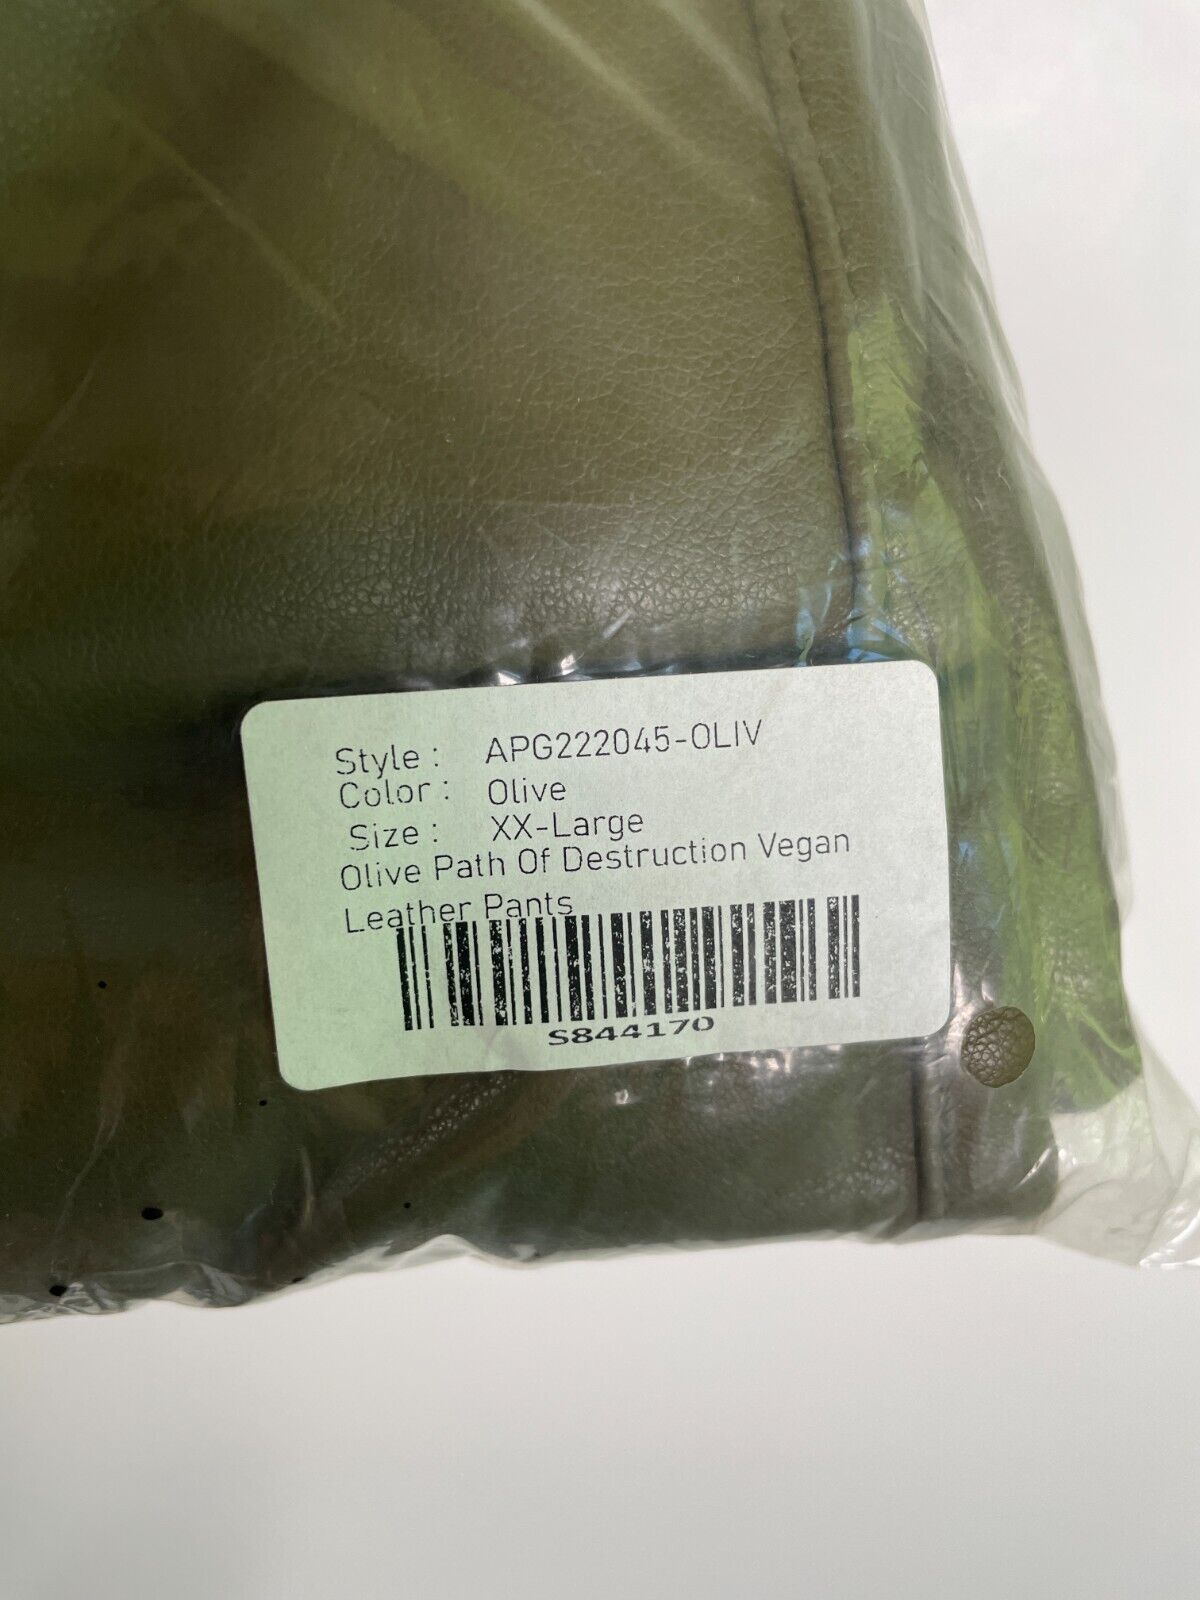 Style : APG222045-OLIV
Color : Olive
Size : XX-Large
Olive Path Of Destruction Vegan
Leather Pants
S844170